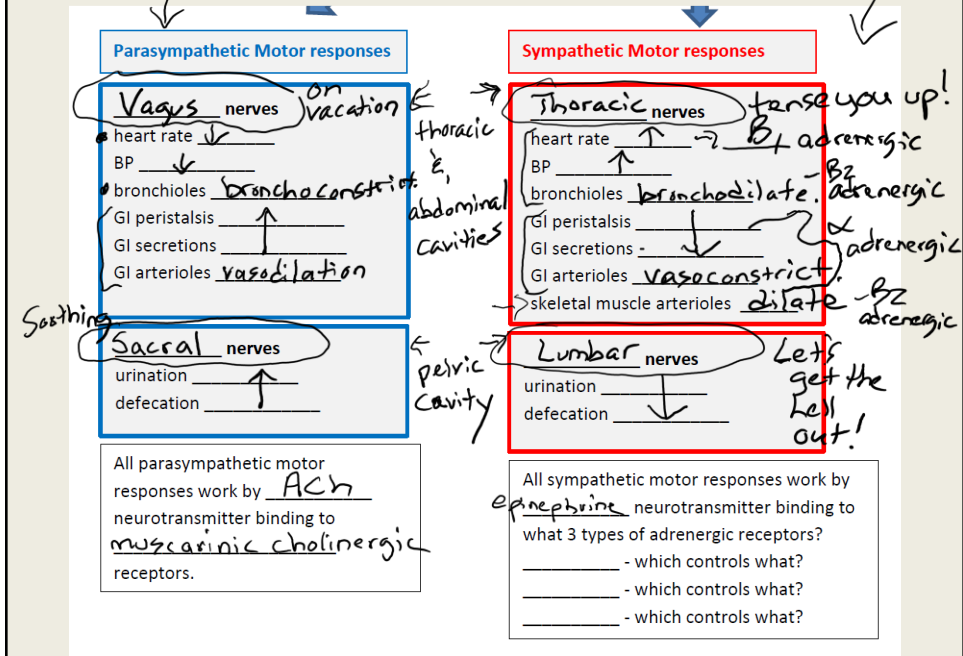 Parasympathetic Motor responses
Vagus nerves
on
vacation
heart rate ↓
BP ↓
bronchioles bronchoconstrict.
GI peristalsis ↑
GI secretions
GI arterioles vasodilation
thoracic
&
abdominal
cavities
Soothing
Sacral nerves
urination ↑
defecation
pelvic
cavity
All parasympathetic motor
responses work by ACh
neurotransmitter binding to
muscarinic cholinergic
receptors.
Sympathetic Motor responses
Thoracic nerves
tense you up!
heart rate ↑ → B1 adrenergic
BP ↑
bronchioles bronchodilate. - B2
adrenergic
GI peristalsis
GI secretions - ↓
GI arterioles vasoconstrict.
α
adrenergic
skeletal muscle arterioles dilate - B2
adrenergic
Lumbar nerves
urination
defecation ↓
Let's
get the
hell
out!
All sympathetic motor responses work by
epinephrine neurotransmitter binding to
what 3 types of adrenergic receptors?
__________ - which controls what?
__________ - which controls what?
__________ - which controls what?